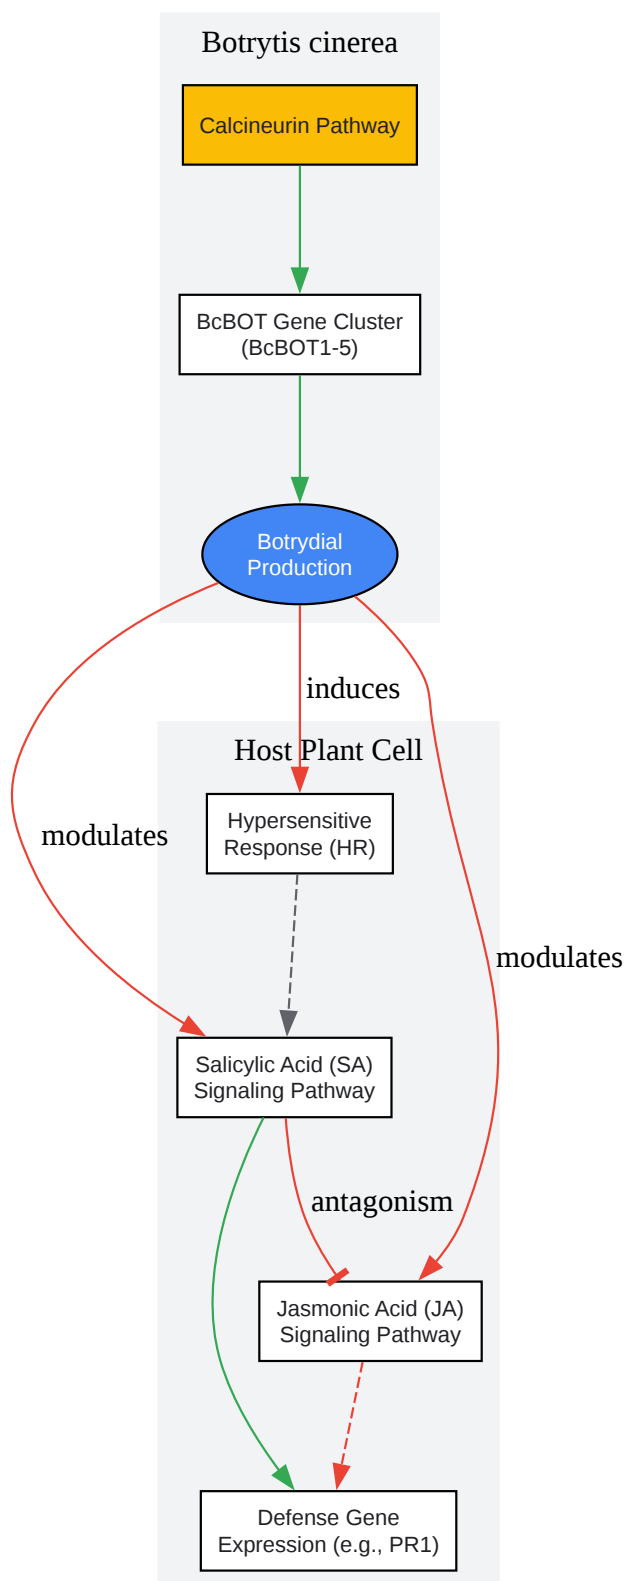 Botrytis cinerea
Calcineurin Pathway
BcBOT Gene Cluster
(BcBOT1-5)
Botrydial
Production
induces
Host Plant Cell
Hypersensitive
Response (HR)
modulates
modulates
Salicylic Acid (SA)
Signaling Pathway
antagonism
Jasmonic Acid (JA)
Signaling Pathway
Defense Gene
Expression (e.g., PR1)